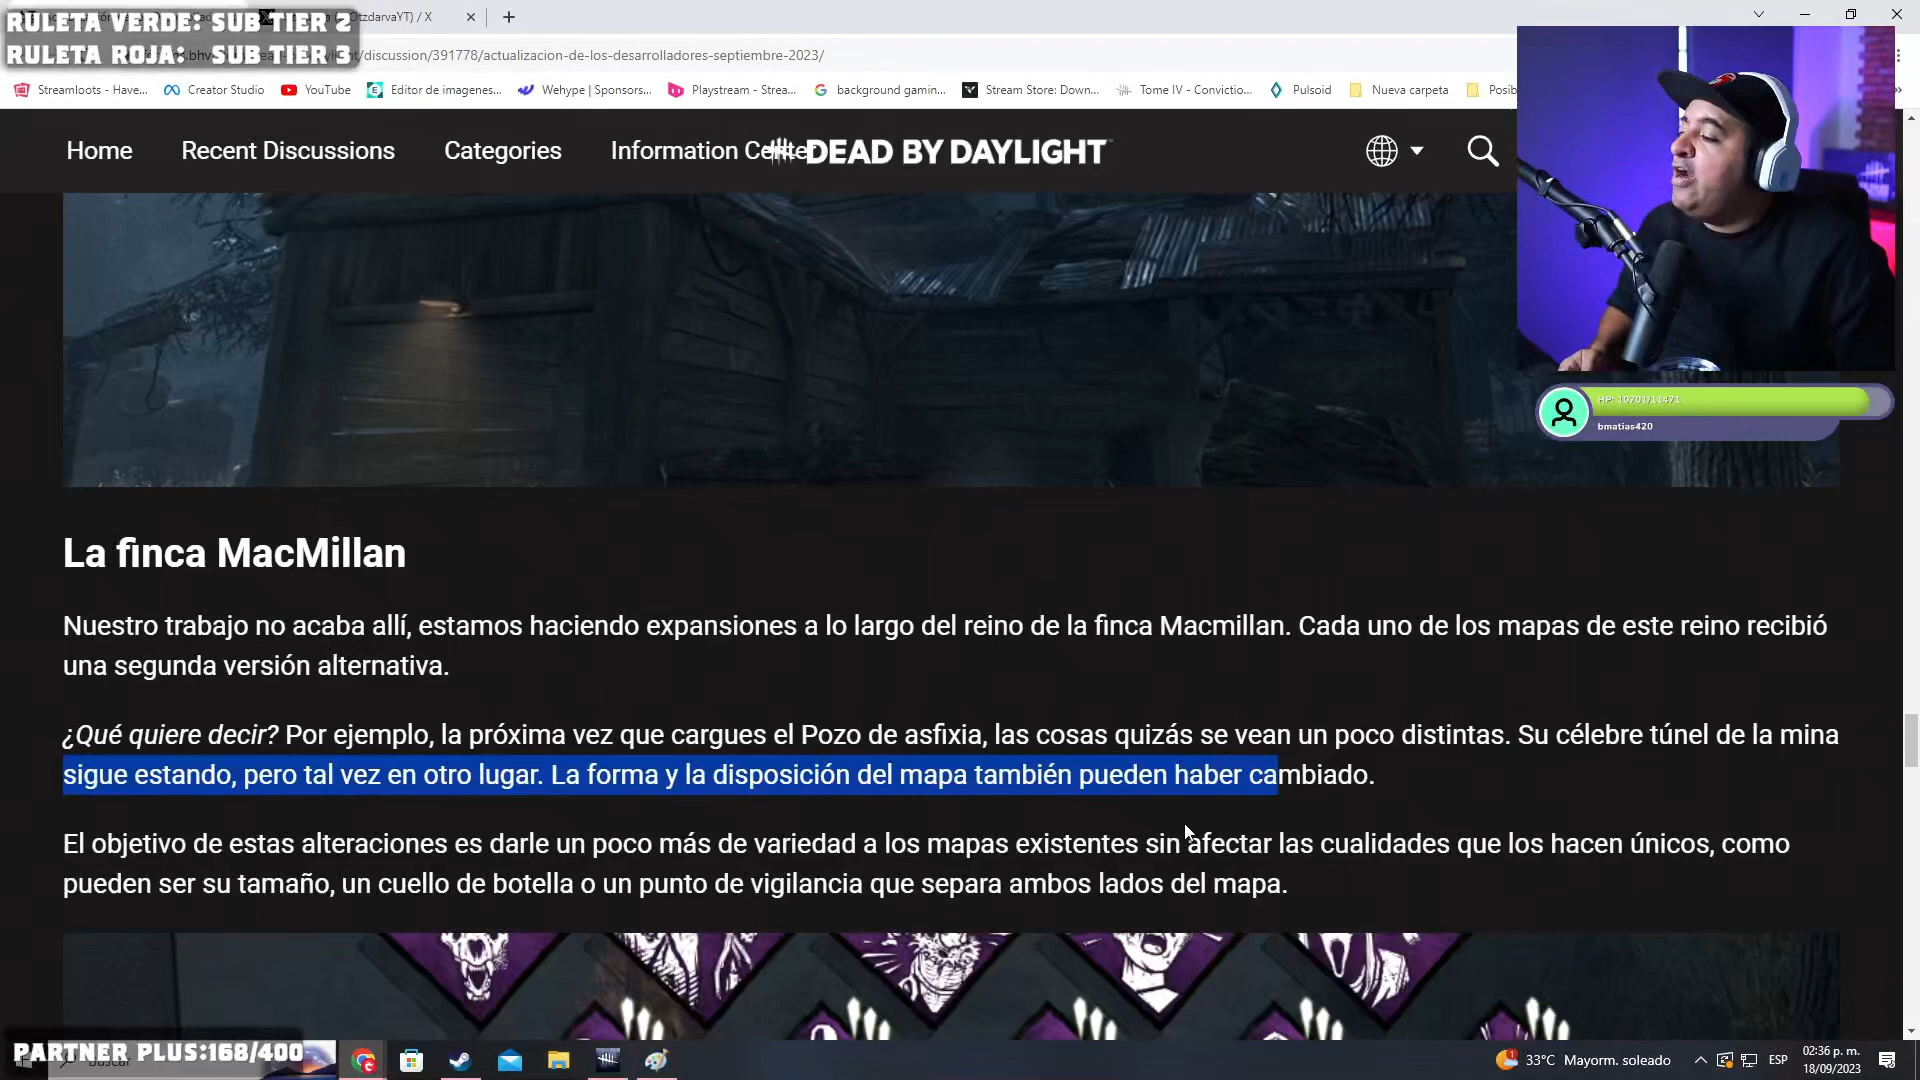 RULETA VERDE: SUB TIER 2
RULETA ROJA: SUB TIER 3
OtzdarvaYT) / X
/discussion/391778/actualizacion-de-los-desarrolladores-septiembre-2023/
Streamloots - Have...
Creator Studio
YouTube
Editor de imagenes...
Wehype | Sponsors...
Playstream - Strea...
background gamin...
Stream Store: Down...
Tome IV - Convictio...
Pulsoid
Nueva carpeta
Posib
Home
Recent Discussions
Categories
Information Center
DEAD BY DAYLIGHT
HP: 10701/11471
bmatias420
La finca MacMillan
Nuestro trabajo no acaba allí, estamos haciendo expansiones a lo largo del reino de la finca Macmillan. Cada uno de los mapas de este reino recibió
una segunda versión alternativa.
¿Qué quiere decir? Por ejemplo, la próxima vez que cargues el Pozo de asfixia, las cosas quizás se vean un poco distintas. Su célebre túnel de la mina
sigue estando, pero tal vez en otro lugar. La forma y la disposición del mapa también pueden haber cambiado.
El objetivo de estas alteraciones es darle un poco más de variedad a los mapas existentes sin afectar las cualidades que los hacen únicos, como
pueden ser su tamaño, un cuello de botella o un punto de vigilancia que separa ambos lados del mapa.
PARTNER PLUS:168/400
Buscar
33°C Mayorm. soleado
ESP
02:36 p. m.
18/09/2023